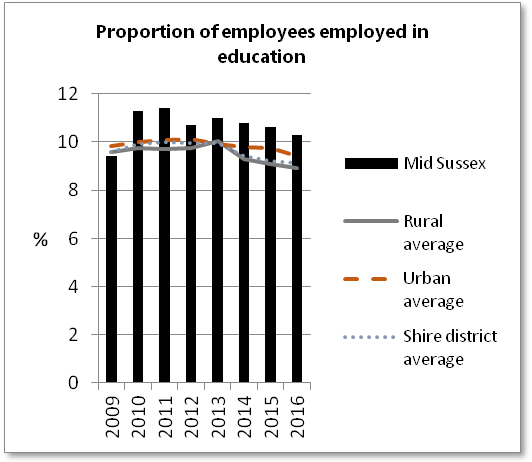 Proportion of employees employed in
education
12
10
8
6
4
2
0
%
2009
2010
2011
2012
2013
2014
2015
2016
Mid Sussex
Rural
average
Urban
average
Shire district
average